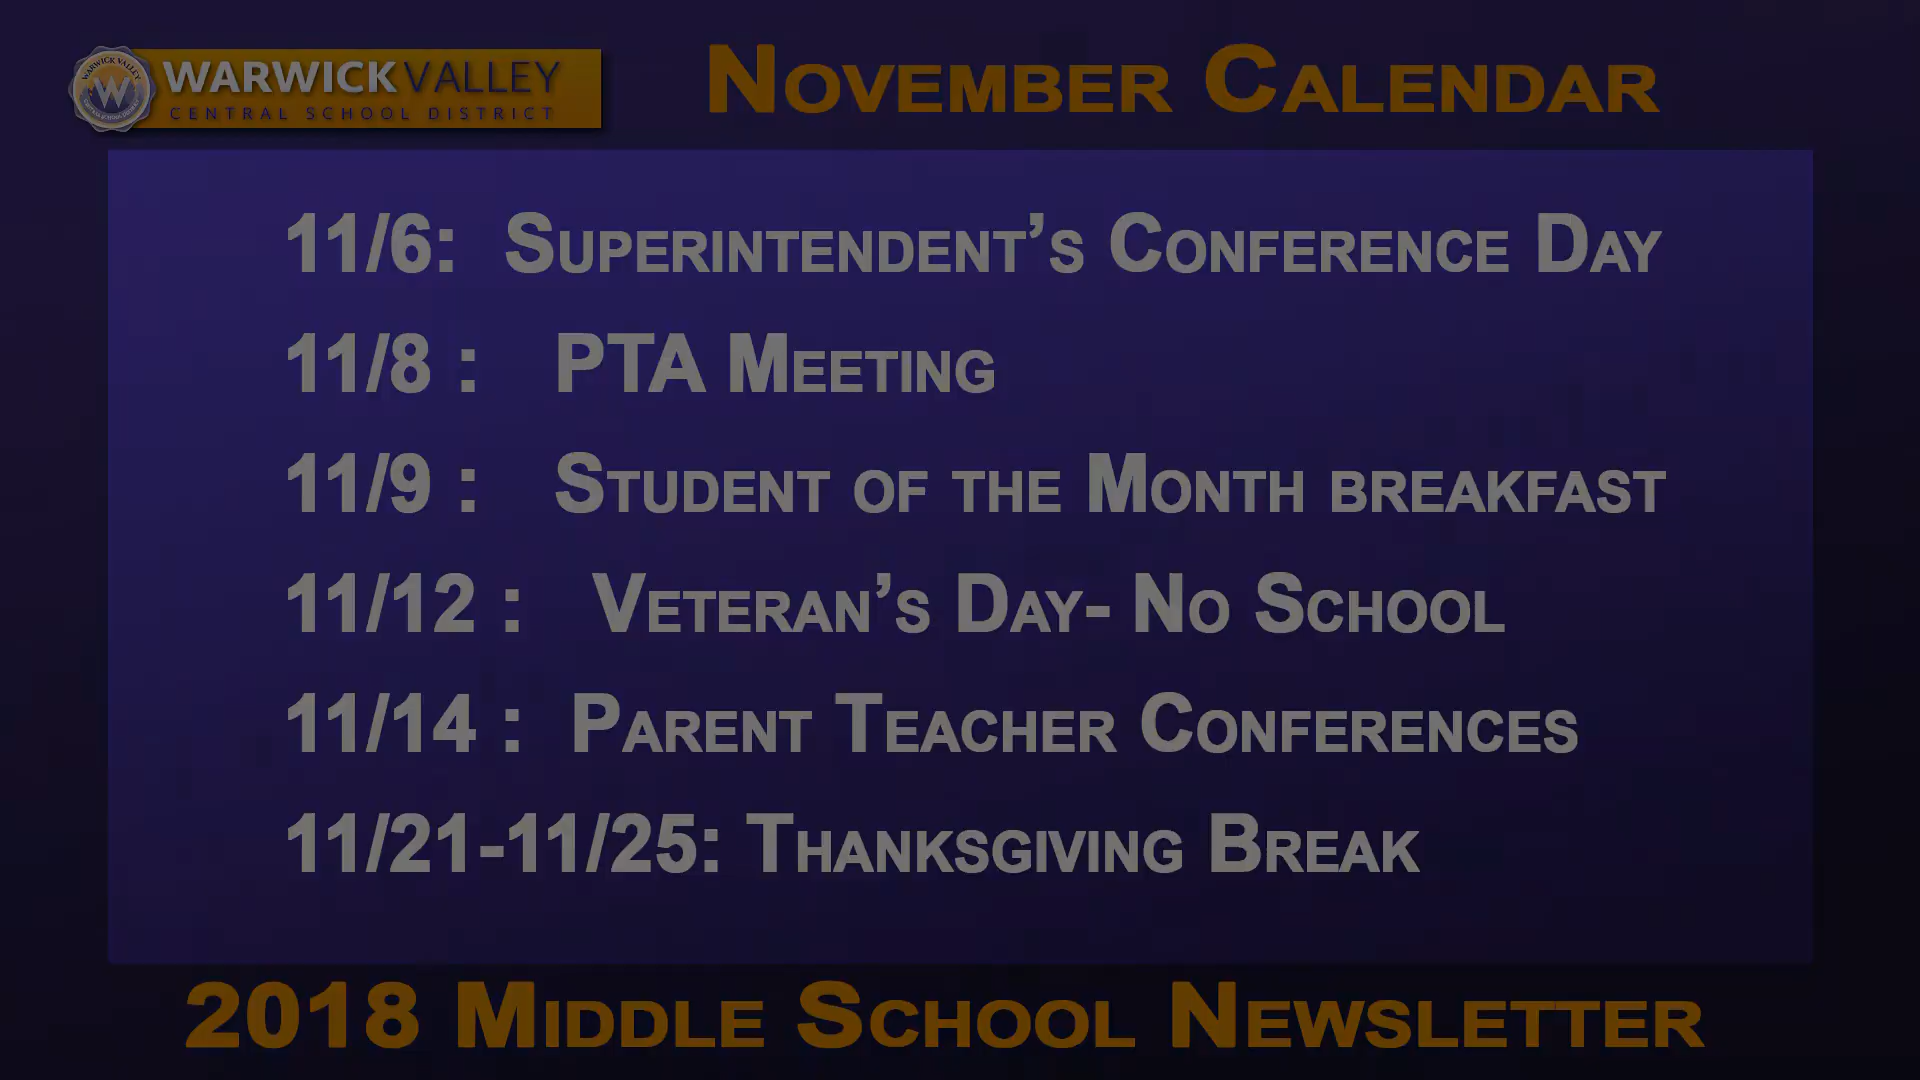 WARWICK VALLEY
CENTRAL SCHOOL DISTRICT
NOVEMBER CALENDAR
11/6: SUPERINTENDENT’S CONFERENCE DAY
11/8 : PTA MEETING
11/9 : STUDENT OF THE MONTH BREAKFAST
11/12 : VETERAN’S DAY- NO SCHOOL
11/14 : PARENT TEACHER CONFERENCES
11/21-11/25: THANKSGIVING BREAK
2018 MIDDLE SCHOOL NEWSLETTER